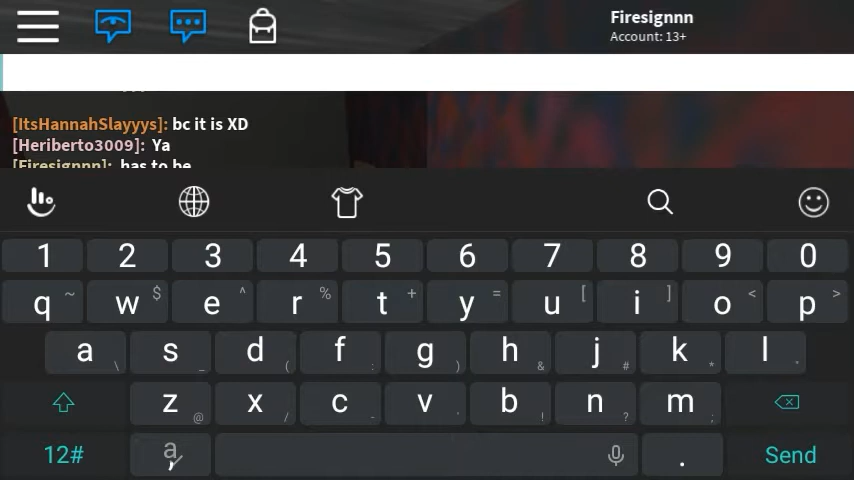 Firesignnn
Account: 13+
[ItsHannahSlayyys]: bc it is XD
[Heriberto3009]: Ya
[Firesignnn]: has to be
1 2 3 4 5 6 7 8 9 0
q ~ w $ e ^ r % t + y = u [ i ] o < p >
a \ s _ d ( f : g ) h & j # k * l
z @ x / c - v b ! n ? m ;
12# a , . Send